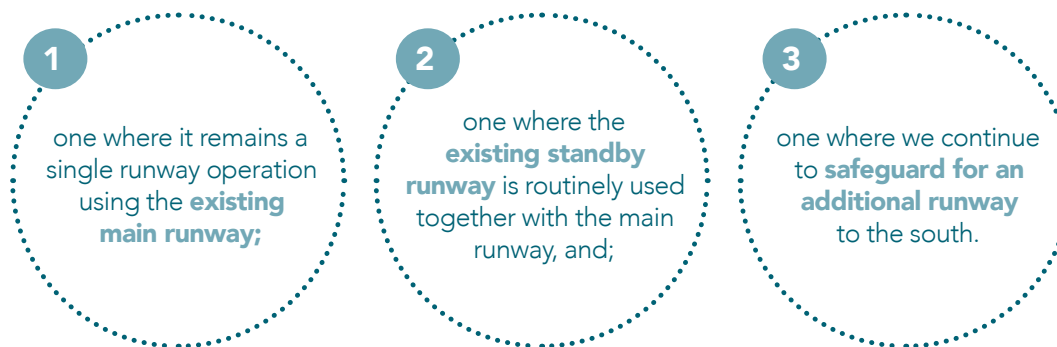 1
one where it remains a
single runway operation
using the existing
main runway;
2
one where the
existing standby
runway is routinely used
together with the main
runway, and;
3
one where we continue
to safeguard for an
additional runway
to the south.